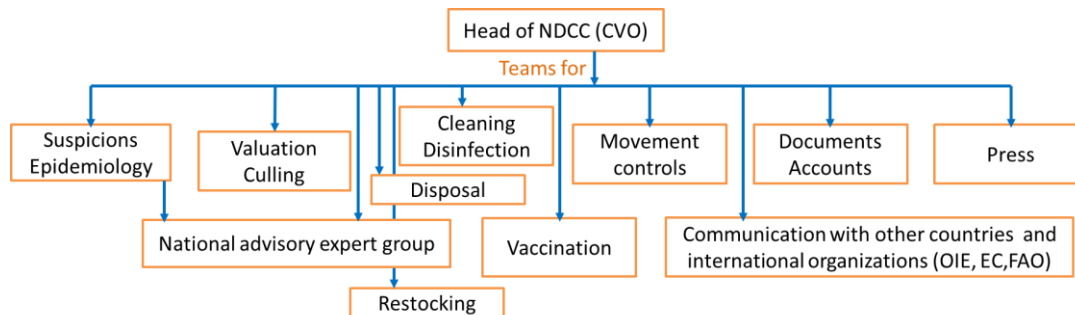 Head of NDCC (CVO)
Teams for
Suspicions
Epidemiology
Valuation
Culling
Cleaning
Disinfection
Movement
controls
Documents
Accounts
Press
Disposal
National advisory expert group
Vaccination
Communication with other countries and
international organizations (OIE, EC,FAO)
Restocking